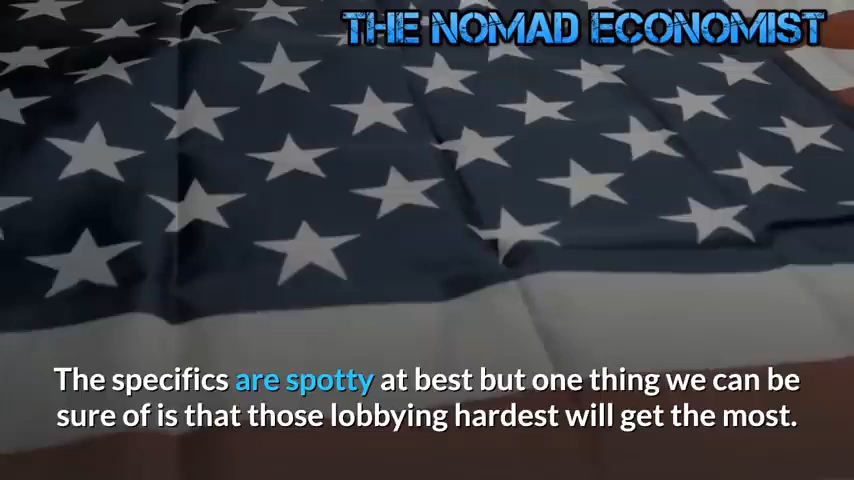 THE NOMAD ECONOMIST
The specifics are spotty at best but one thing we can be
sure of is that those lobbying hardest will get the most.